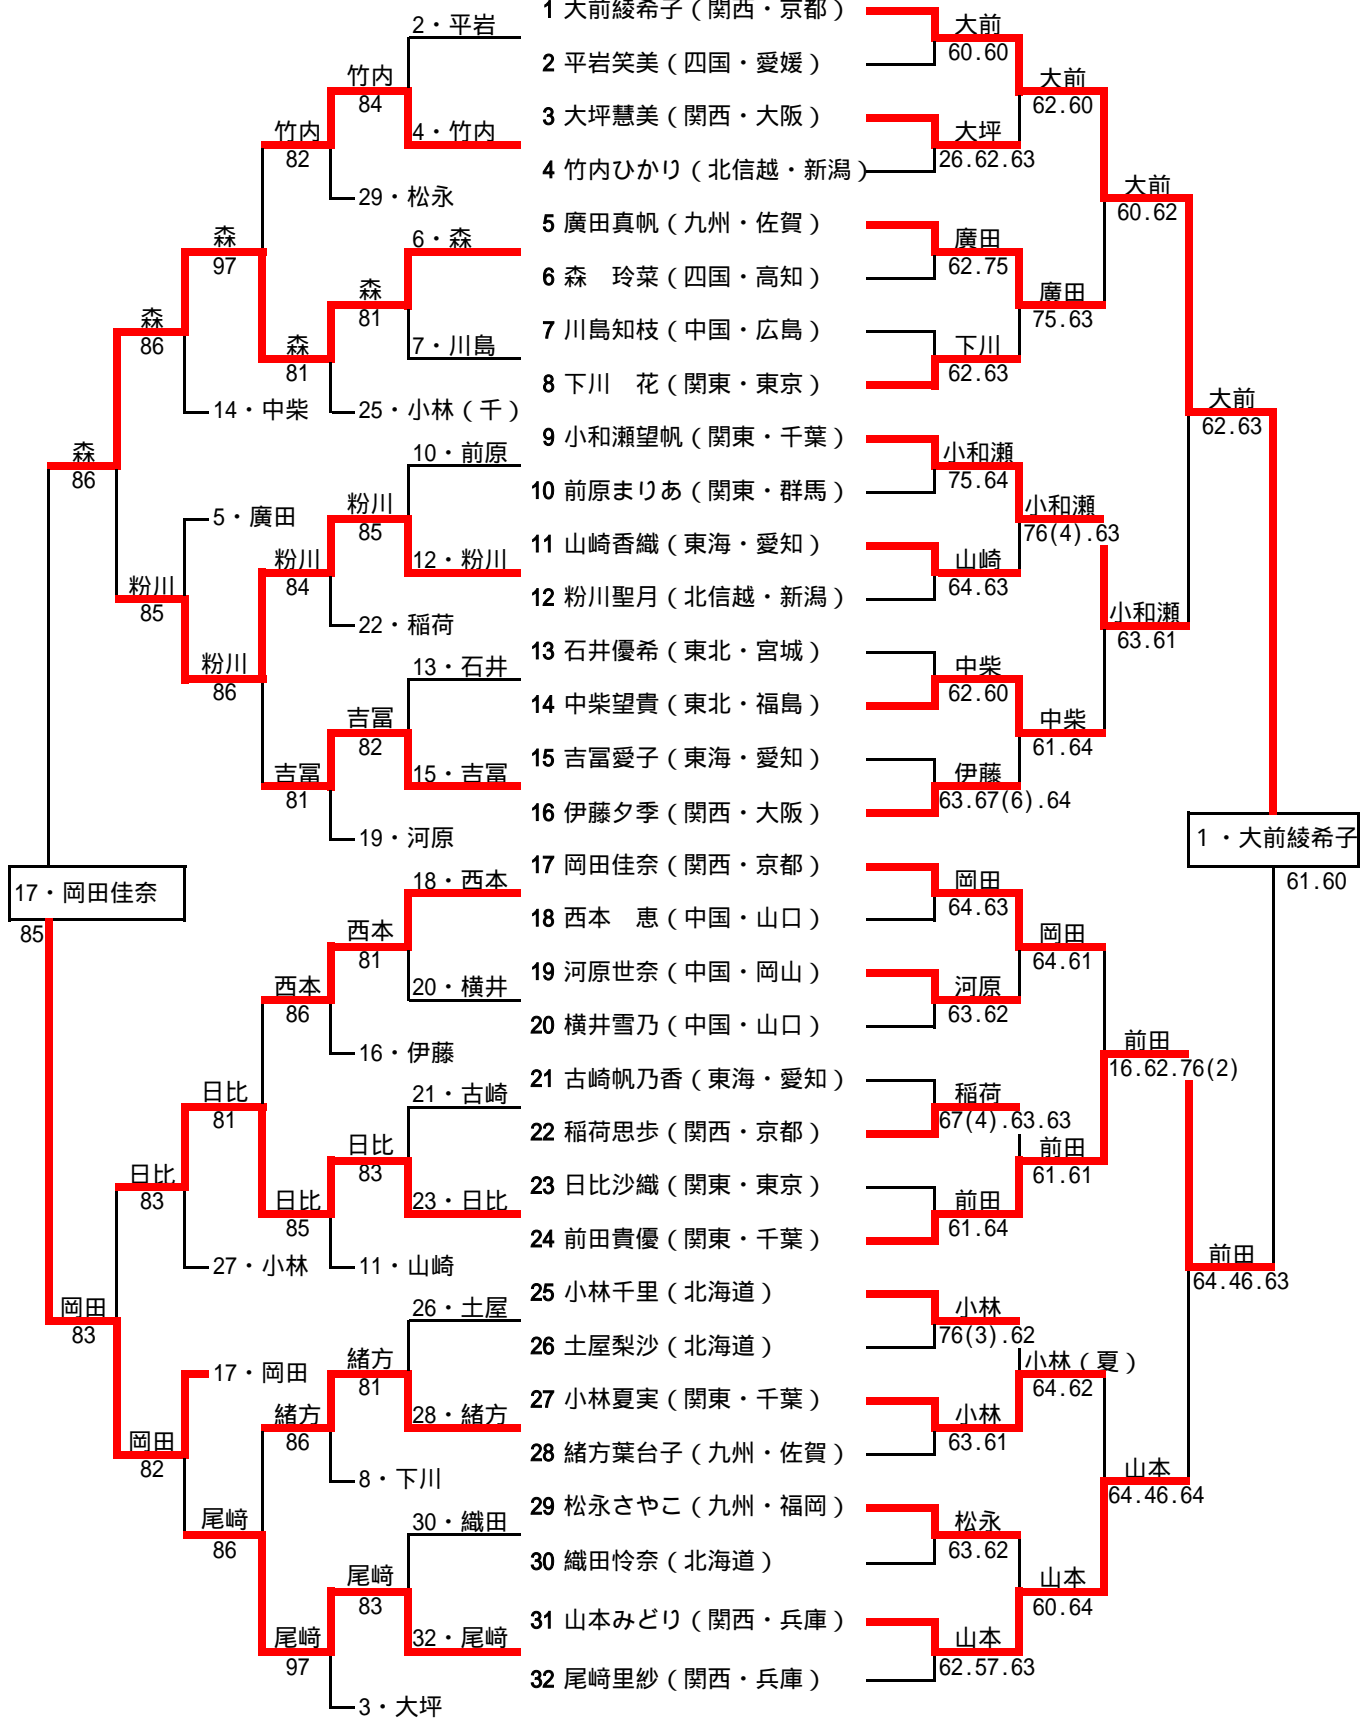 1 大前綾希子（関西・京都）
2 平岩笑美（四国・愛媛）
3 大坪慧美（関西・大阪）
4 竹内ひかり（北信越・新潟）
5 廣田真帆（九州・佐賀）
6 森　玲菜（四国・高知）
7 川島知枝（中国・広島）
8 下川　花（関東・東京）
9 小和瀬望帆（関東・千葉）
10 前原まりあ（関東・群馬）
11 山崎香織（東海・愛知）
12 粉川聖月（北信越・新潟）
13 石井優希（東北・宮城）
14 中柴望貴（東北・福島）
15 吉冨愛子（東海・愛知）
16 伊藤夕季（関西・大阪）
17 岡田佳奈（関西・京都）
18 西本　恵（中国・山口）
19 河原世奈（中国・岡山）
20 横井雪乃（中国・山口）
21 古崎帆乃香（東海・愛知）
22 稲荷思歩（関西・京都）
23 日比沙織（関東・東京）
24 前田貴優（関東・千葉）
25 小林千里（北海道）
26 土屋梨沙（北海道）
27 小林夏実（関東・千葉）
28 緒方葉台子（九州・佐賀）
29 松永さやこ（九州・福岡）
30 織田怜奈（北海道）
31 山本みどり（関西・兵庫）
32 尾﨑里紗（関西・兵庫）
大前
60.60
大坪
26.62.63
廣田
62.75
下川
62.63
小和瀬
75.64
山崎
64.63
中柴
62.60
伊藤
63.67(6).64
岡田
64.63
河原
63.62
稲荷
67(4).63.63
前田
61.64
小林
76(3).62
小林
63.61
松永
63.62
山本
62.57.63
大前
62.60
廣田
75.63
小和瀬
76(4).63
中柴
61.64
岡田
64.61
前田
61.61
小林（夏）
64.62
山本
60.64
大前
60.62
小和瀬
63.61
前田
16.62.76(2)
山本
64.46.64
大前
62.63
前田
64.46.63
1 ・大前綾希子
61.60
2・平岩
4・竹内
6・森
7・川島
10・前原
12・粉川
13・石井
15・吉冨
18・西本
20・横井
21・古崎
23・日比
26・土屋
28・緒方
30・織田
32・尾﨑
竹内
84
29・松永
森
81
25・小林（千）
粉川
85
22・稲荷
吉冨
82
19・河原
西本
81
16・伊藤
日比
83
11・山崎
緒方
81
8・下川
尾﨑
83
3・大坪
竹内
82
森
81
粉川
84
吉冨
81
西本
86
日比
85
緒方
86
尾﨑
97
森
97
14・中柴
5・廣田
粉川
86
日比
81
27・小林
17・岡田
尾﨑
86
森
86
粉川
85
日比
83
岡田
82
森
86
岡田
83
17・岡田佳奈
85